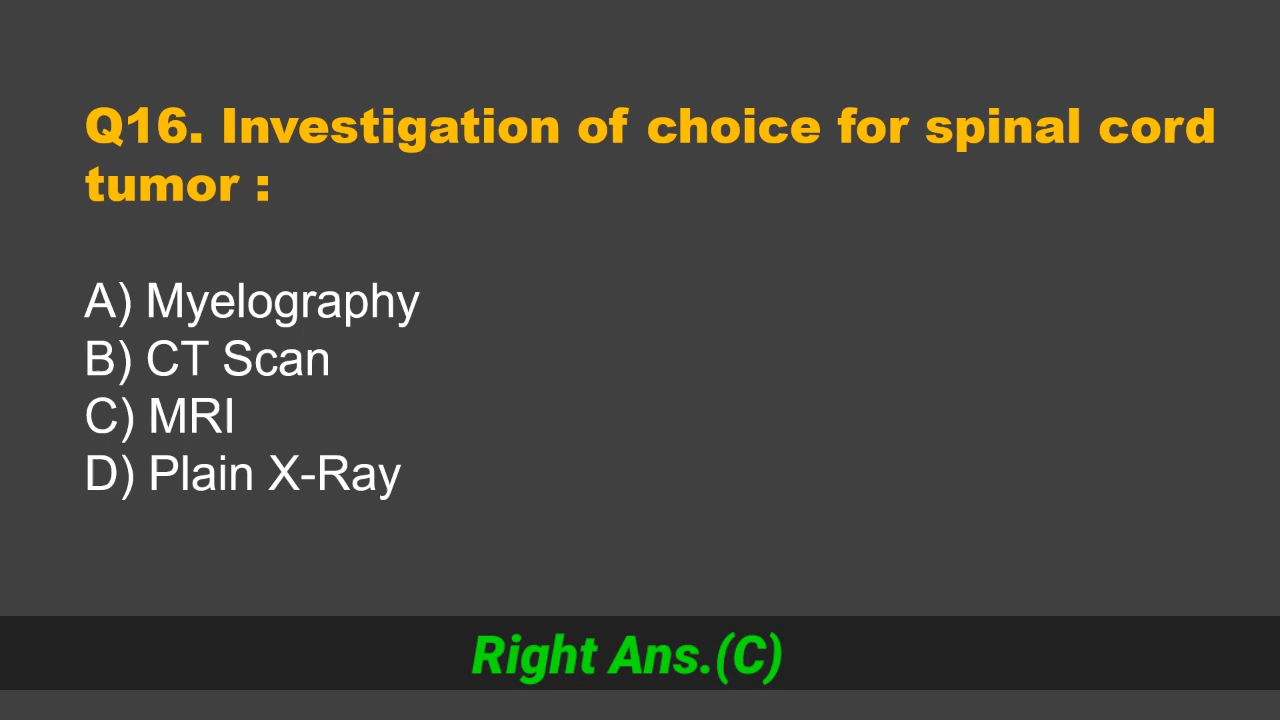 Q16. Investigation of choice for spinal cord
tumor :
A) Myelography
B) CT Scan
C) MRI
D) Plain X-Ray
Right Ans.(C)